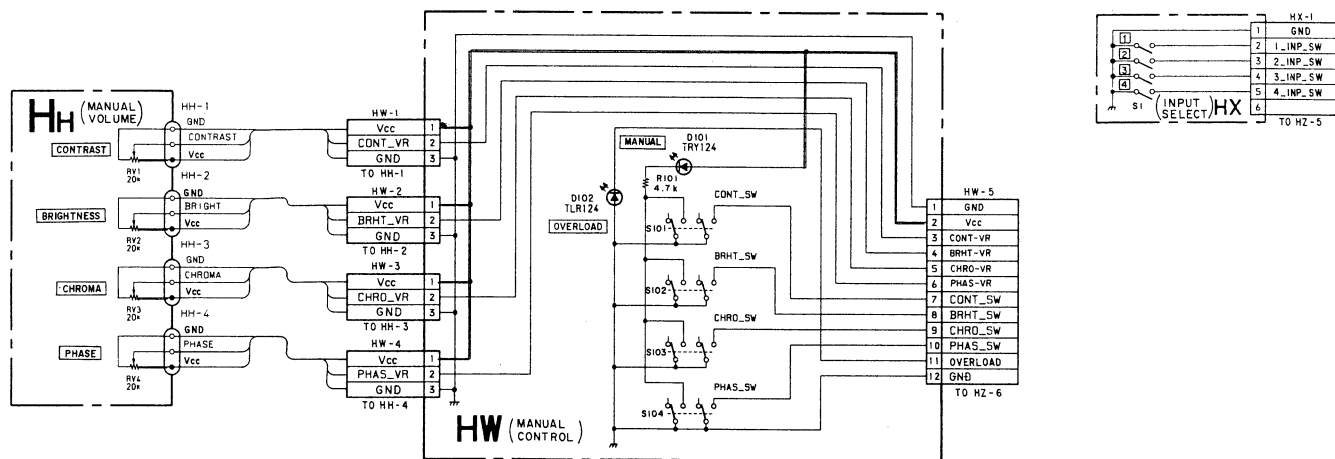 HH (MANUAL VOLUME)
HH-1
GND
CONTRAST
Vcc
CONTRAST
RV1
20K
HH-2
GND
BRIGHT
Vcc
BRIGHTNESS
RV2
20K
HH-3
GND
CHROMA
Vcc
CHROMA
RV3
20K
HH-4
GND
PHASE
Vcc
PHASE
RV4
20K
HW-1
Vcc 1
CONT_VR 2
GND 3
TO HH-1
HW-2
Vcc 1
BRHT_VR 2
GND 3
TO HH-2
HW-3
Vcc 1
CHRO_VR 2
GND 3
TO HH-3
HW-4
Vcc 1
PHAS_VR 2
GND 3
TO HH-4
HW (MANUAL CONTROL)
D101
TRY124
MANUAL
R101
4.7k
D102
TLR124
OVERLOAD
CONT_SW
S101
BRHT_SW
S102
CHRO_SW
S103
PHAS_SW
S104
HW-5
1 GND
2 Vcc
3 CONT-VR
4 BRHT-VR
5 CHRO-VR
6 PHAS-VR
7 CONT_SW
8 BRHT_SW
9 CHRO_SW
10 PHAS_SW
11 OVERLOAD
12 GND
TO HZ-6
HX-1
1 GND
2 1_INP_SW
3 2_INP_SW
4 3_INP_SW
5 4_INP_SW
6
TO HZ-5
1
2
3
4
S1
(INPUT SELECT) HX